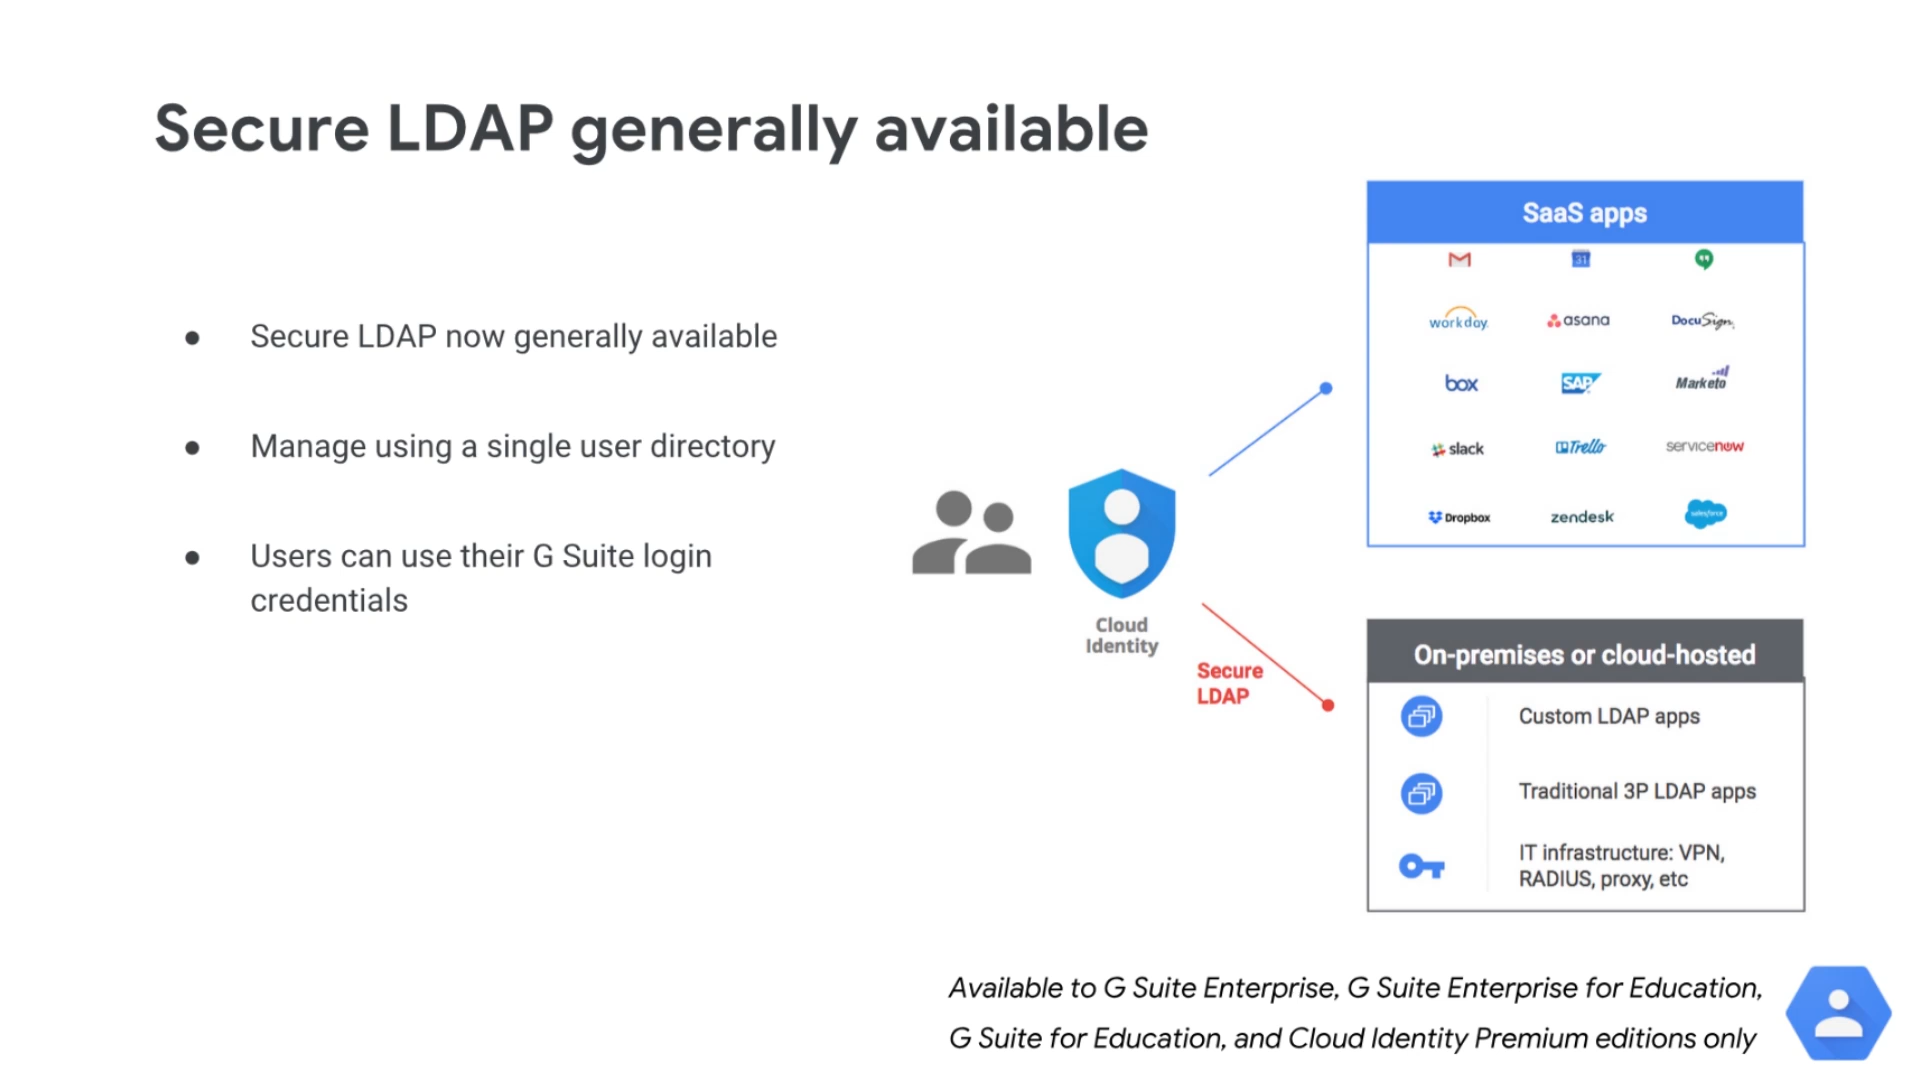 Secure LDAP generally available
● Secure LDAP now generally available
● Manage using a single user directory
● Users can use their G Suite login
credentials
Cloud
Identity
Secure
LDAP
SaaS apps
31
workday.
asana
DocuSign
box
SAP
Marketo
slack
Trello
servicenow
Dropbox
zendesk
salesforce
On-premises or cloud-hosted
Custom LDAP apps
Traditional 3P LDAP apps
IT infrastructure: VPN,
RADIUS, proxy, etc
Available to G Suite Enterprise, G Suite Enterprise for Education,
G Suite for Education, and Cloud Identity Premium editions only